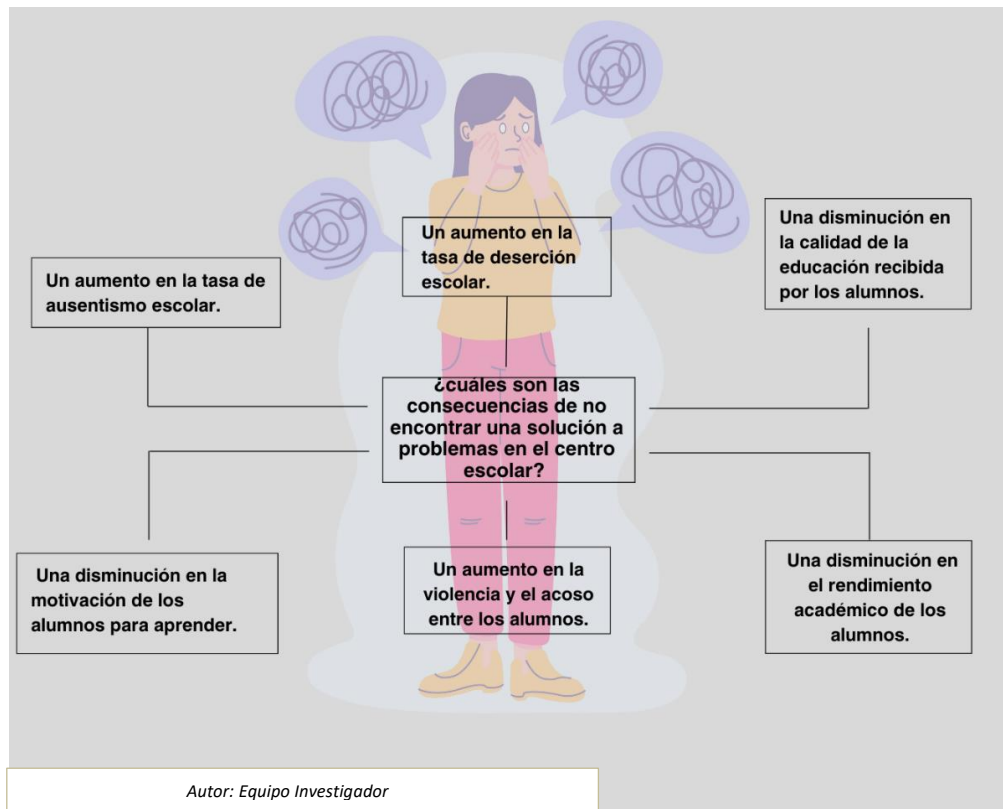 Un aumento en la tasa de
ausentismo escolar.
Un aumento en la
tasa de deserción
escolar.
Una disminución en
la calidad de la
educación recibida
por los alumnos.
¿cuáles son las
consecuencias de no
encontrar una solución a
problemas en el centro
escolar?
Una disminución en la
motivación de los
alumnos para aprender.
Un aumento en la
violencia y el acoso
entre los alumnos.
Una disminución en
el rendimiento
académico de los
alumnos.
Autor: Equipo Investigador